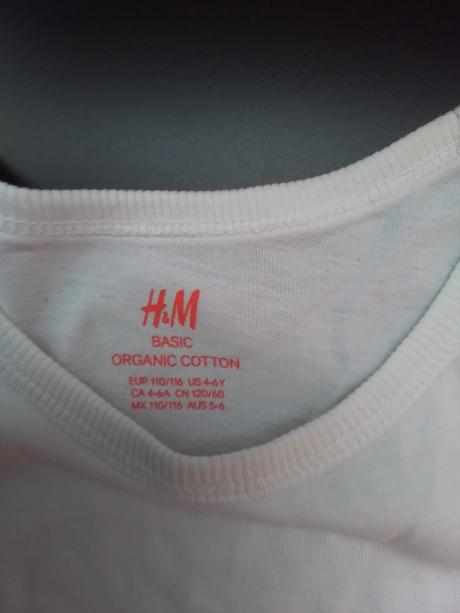 H&M
BASIC
ORGANIC COTTON
EUR 110/116 US 4-6Y
CA 4-6A CN 120/60
MX 110/116 AUS 5-6